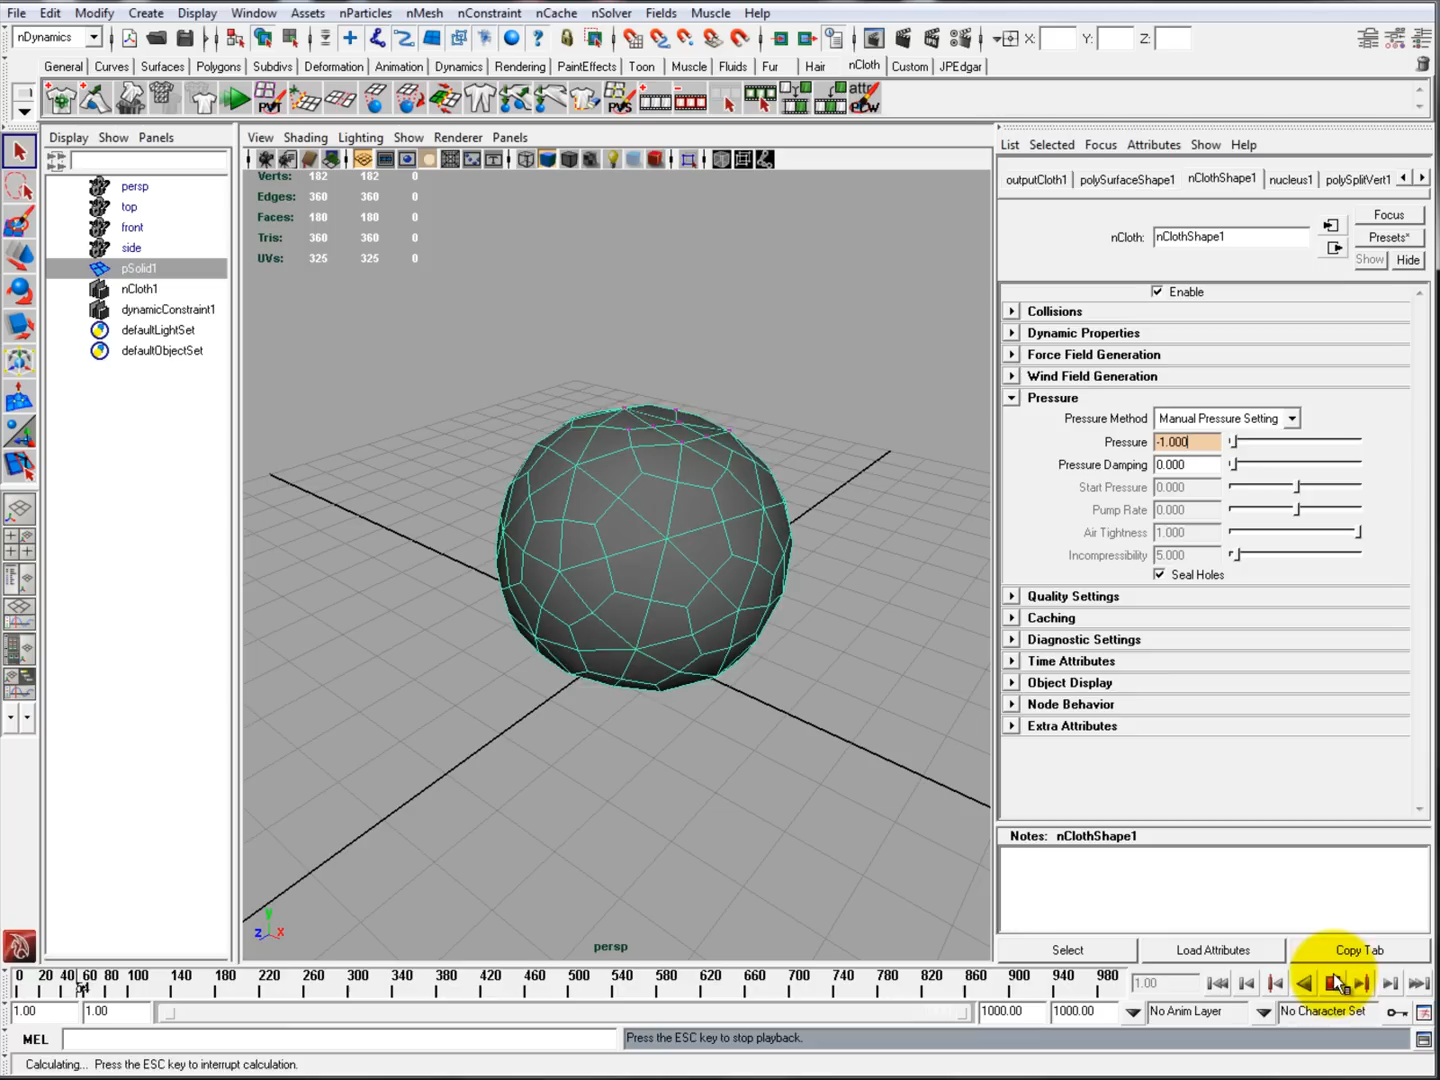 File Edit Modify Create Display Window Assets nParticles nMesh nConstraint nCache nSolver Fields Muscle Help
nDynamics X: Y: Z:
General Curves Surfaces Polygons Subdivs Deformation Animation Dynamics Rendering PaintEffects Toon Muscle Fluids Fur Hair nCloth Custom JPEdgar
PVI PVS attr PCW
Display Show Panels
View Shading Lighting Show Renderer Panels
List Selected Focus Attributes Show Help
persp
top
front
side
pSolid1
nCloth1
dynamicConstraint1
defaultLightSet
defaultObjectSet
Verts: 182 182 0
Edges: 360 360 0
Faces: 180 180 0
Tris: 360 360 0
UVs: 325 325 0
y
z x
persp
outputCloth1 polySurfaceShape1 nClothShape1 nucleus1 polySplitVert1
Focus
nCloth: nClothShape1 Presets*
Show Hide
Enable
Collisions
Dynamic Properties
Force Field Generation
Wind Field Generation
Pressure
Pressure Method Manual Pressure Setting
Pressure -1.000
Pressure Damping 0.000
Start Pressure 0.000
Pump Rate 0.000
Air Tightness 1.000
Incompressibility 5.000
Seal Holes
Quality Settings
Caching
Diagnostic Settings
Time Attributes
Object Display
Node Behavior
Extra Attributes
Notes: nClothShape1
Select Load Attributes Copy Tab
0 20 40 60 80 100 140 180 220 260 300 340 380 420 460 500 540 580 620 660 700 740 780 820 860 900 940 980 1.00
54
1.00 1.00 1000.00 1000.00 No Anim Layer No Character Set
MEL Press the ESC key to stop playback.
Calculating... Press the ESC key to interrupt calculation.